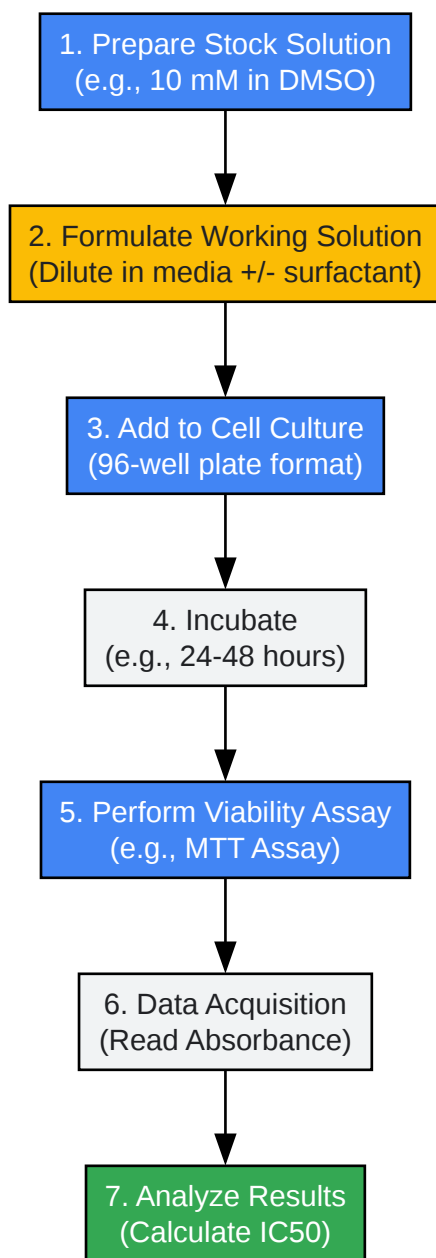 1. Prepare Stock Solution
(e.g., 10 mM in DMSO)
2. Formulate Working Solution
(Dilute in media +/- surfactant)
3. Add to Cell Culture
(96-well plate format)
4. Incubate
(e.g., 24-48 hours)
5. Perform Viability Assay
(e.g., MTT Assay)
6. Data Acquisition
(Read Absorbance)
7. Analyze Results
(Calculate IC50)